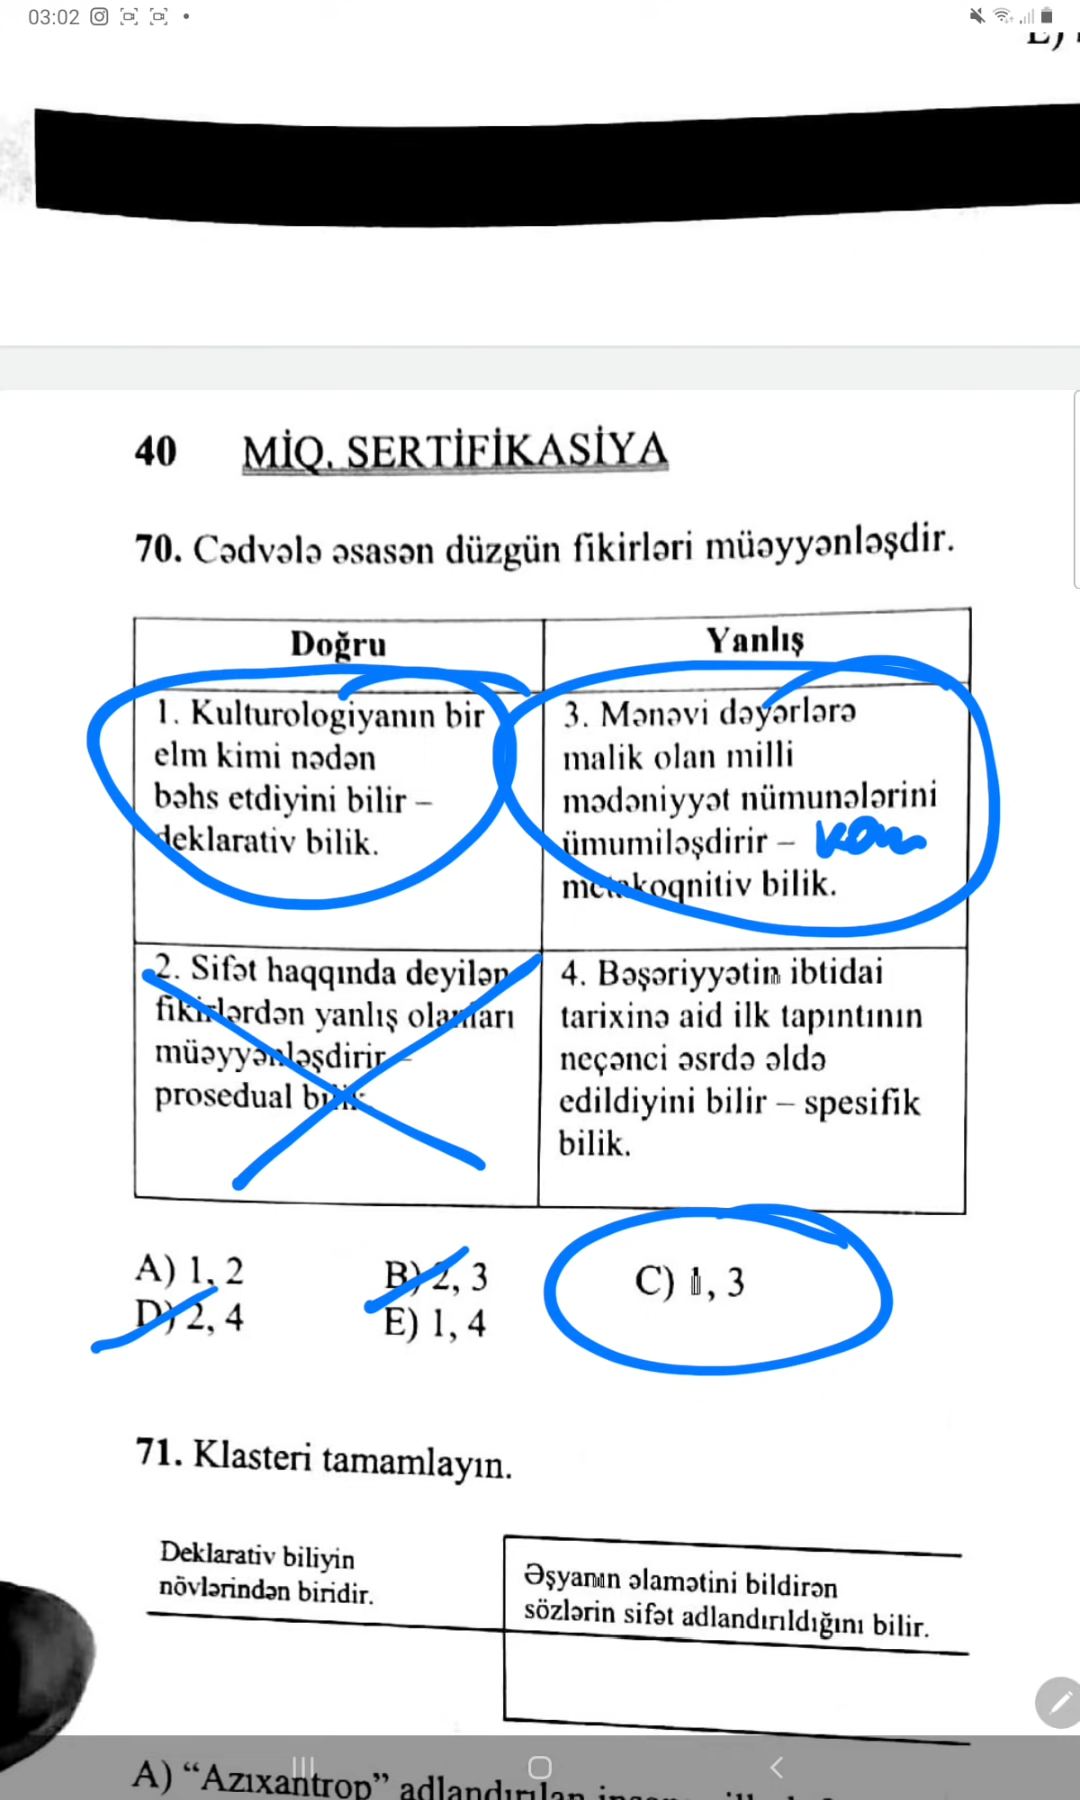 03:02
40 MİQ. SERTİFİKASİYA
70. Cədvələ əsasən düzgün fikirləri müəyyənləşdir.
Doğru
Yanlış
1. Kulturologiyanın bir
elm kimi nədən
bəhs etdiyini bilir –
deklarativ bilik.
3. Mənəvi dəyərlərə
malik olan milli
mədəniyyət nümunələrini
ümumiləşdirir –
metakoqnitiv bilik.
2. Sifət haqqında deyilən
fikirlərdən yanlış olanları
müəyyənləşdirir –
prosedual bilik.
4. Bəşəriyyətin ibtidai
tarixinə aid ilk tapıntının
neçənci əsrdə əldə
edildiyini bilir – spesifik
bilik.
A) 1, 2 B) 2, 3 C) 1, 3
D) 2, 4 E) 1, 4
71. Klasteri tamamlayın.
Deklarativ biliyin
növlərindən biridir.
Əşyanın əlamətini bildirən
sözlərin sifət adlandırıldığını bilir.
A) “Azıxantrop” adlandırılan